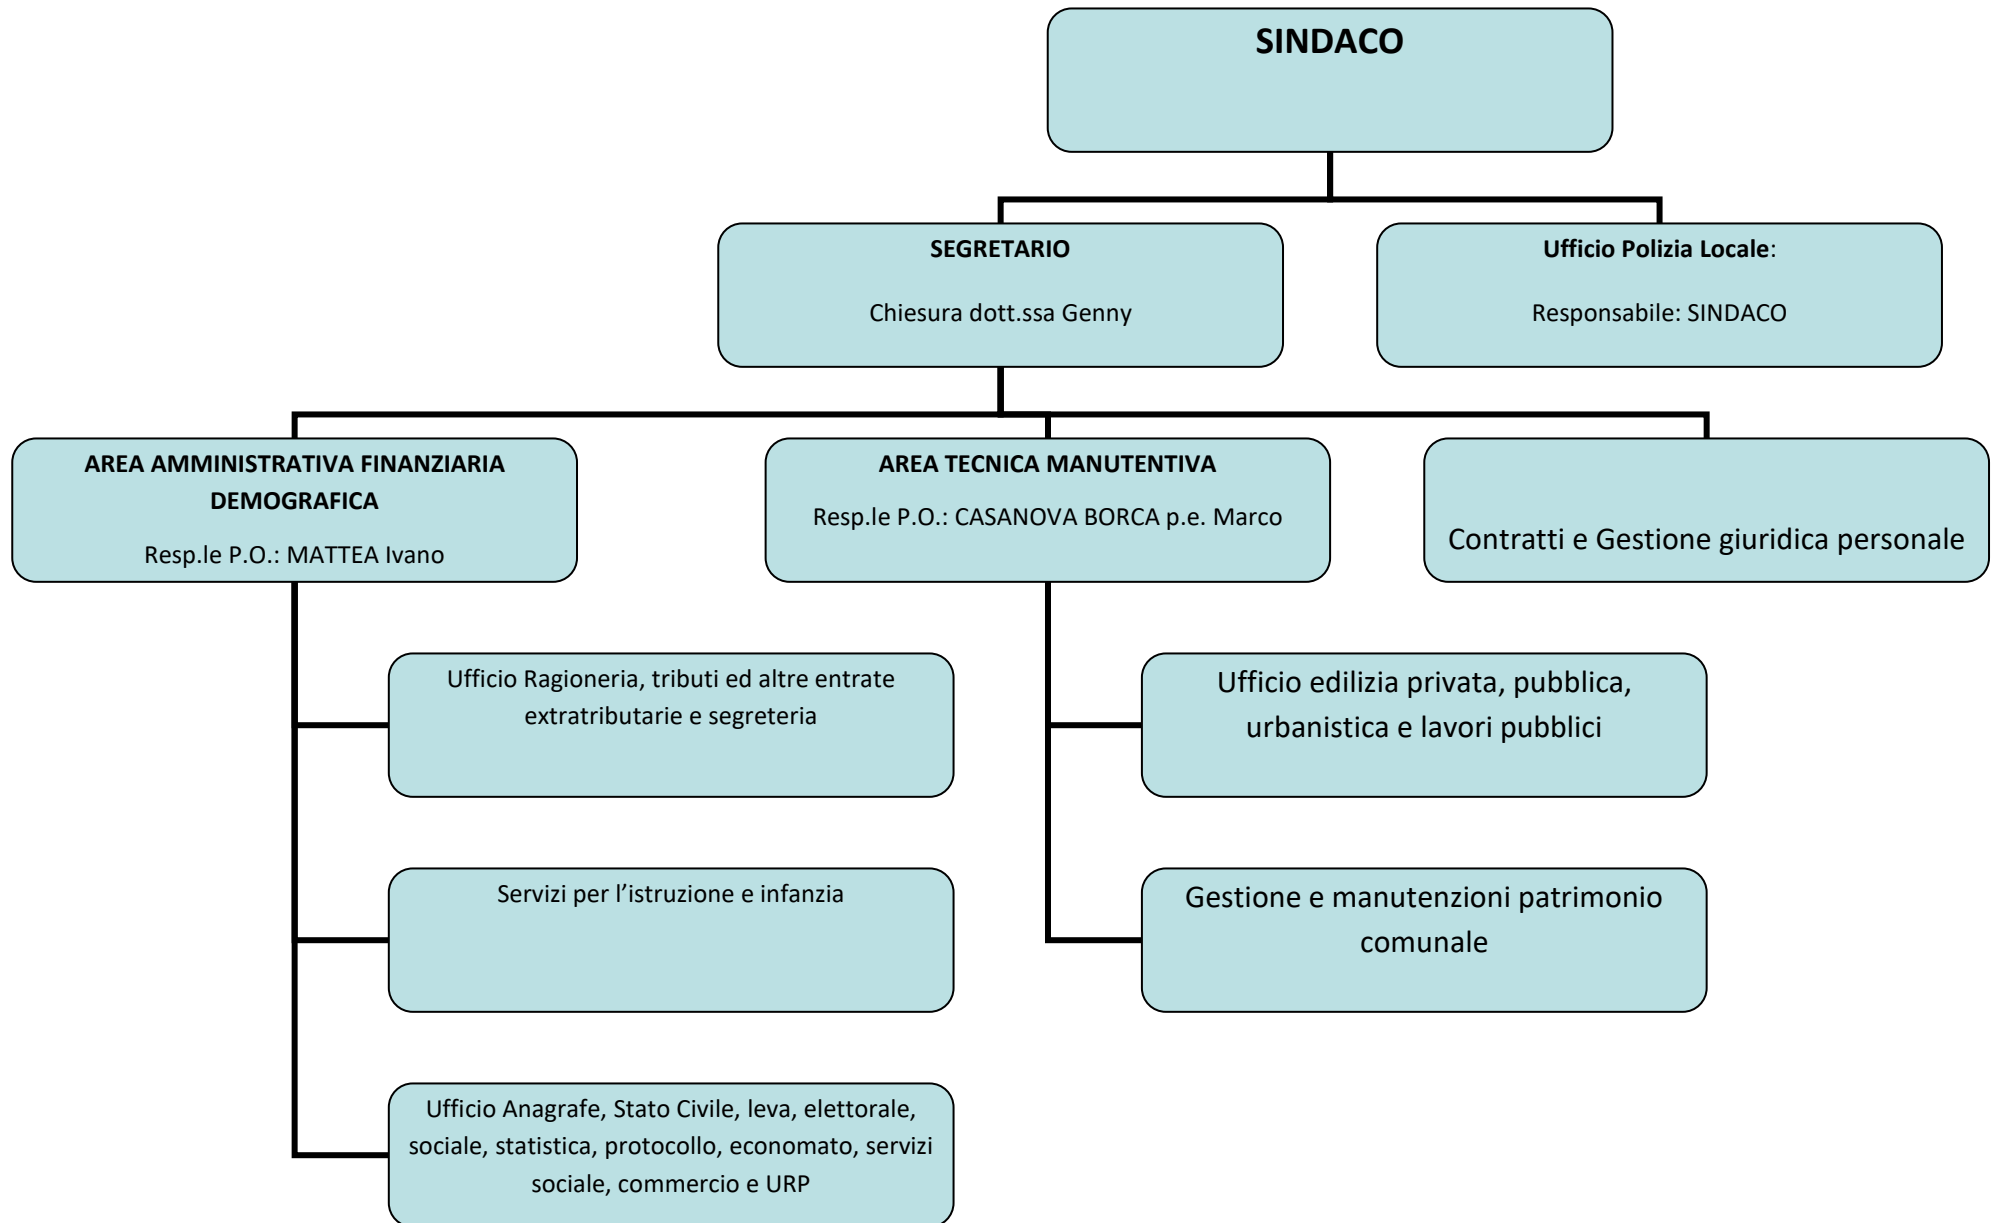 SINDACO
SEGRETARIO
Chiesura dott.ssa Genny
Ufficio Polizia Locale:
Responsabile: SINDACO
AREA AMMINISTRATIVA FINANZIARIA
DEMOGRAFICA
Resp.le P.O.: MATTEA Ivano
AREA TECNICA MANUTENTIVA
Resp.le P.O.: CASANOVA BORCA p.e. Marco
Contratti e Gestione giuridica personale
Ufficio Ragioneria, tributi ed altre entrate
extratributarie e segreteria
Servizi per l’istruzione e infanzia
Ufficio Anagrafe, Stato Civile, leva, elettorale,
sociale, statistica, protocollo, economato, servizi
sociale, commercio e URP
Ufficio edilizia privata, pubblica,
urbanistica e lavori pubblici
Gestione e manutenzioni patrimonio
comunale